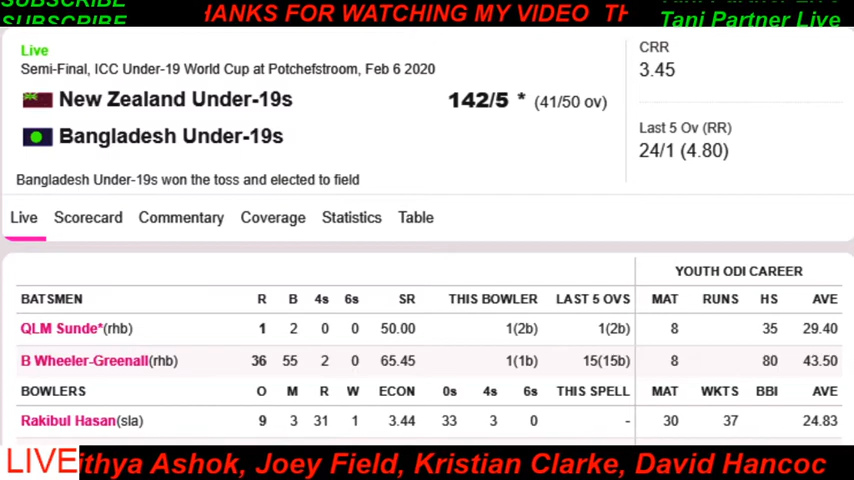 SUBSCRIBE
SUBSCRIBE
HANKS FOR WATCHING MY VIDEO TH
Tani Partner Live
Live
Semi-Final, ICC Under-19 World Cup at Potchefstroom, Feb 6 2020
New Zealand Under-19s 142/5 * (41/50 ov)
Bangladesh Under-19s
Bangladesh Under-19s won the toss and elected to field
CRR
3.45
Last 5 Ov (RR)
24/1 (4.80)
Live Scorecard Commentary Coverage Statistics Table
YOUTH ODI CAREER
BATSMEN R B 4s 6s SR THIS BOWLER LAST 5 OVS MAT RUNS HS AVE
QLM Sunde*(rhb) 1 2 0 0 50.00 1(2b) 1(2b) 8 35 29.40
B Wheeler-Greenall(rhb) 36 55 2 0 65.45 1(1b) 15(15b) 8 80 43.50
BOWLERS O M R W ECON 0s 4s 6s THIS SPELL MAT WKTS BBI AVE
Rakibul Hasan(sla) 9 3 31 1 3.44 33 3 0 - 30 37 24.83
LIVE ithya Ashok, Joey Field, Kristian Clarke, David Hancoc